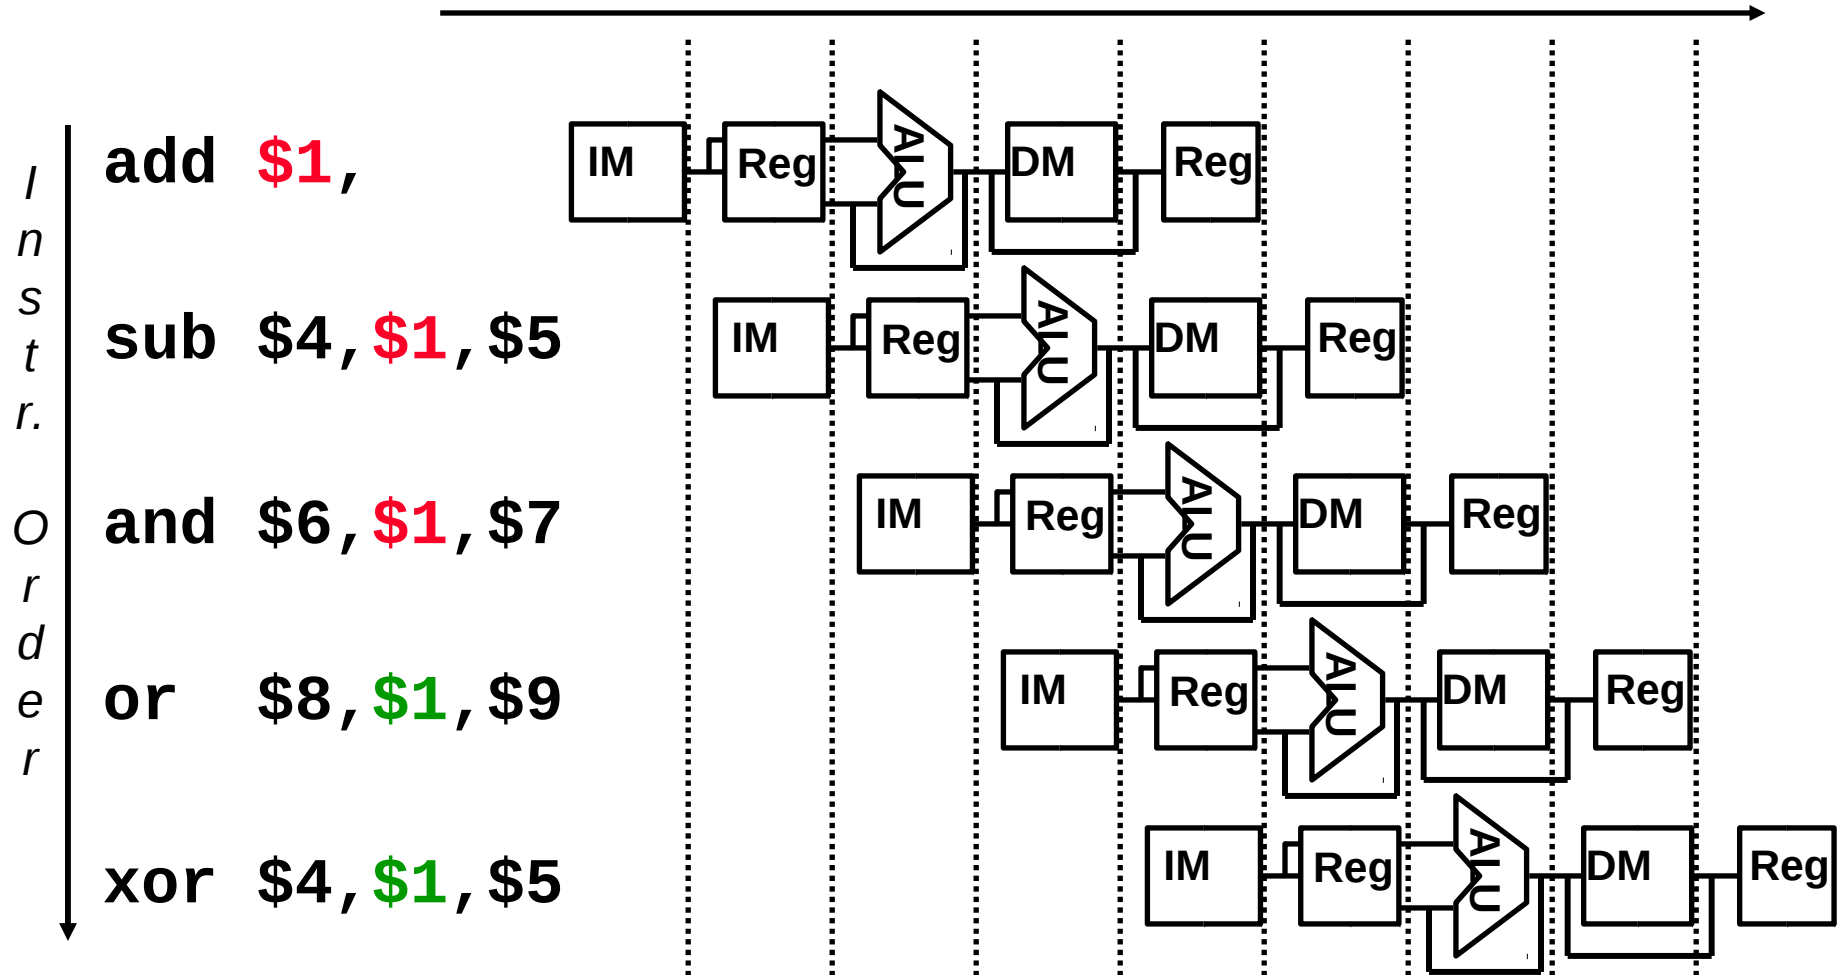 Instr. Order
add $1,
IM Reg ALU DM Reg
sub $4,$1,$5
IM Reg ALU DM Reg
and $6,$1,$7
IM Reg ALU DM Reg
or $8,$1,$9
IM Reg ALU DM Reg
xor $4,$1,$5
IM Reg ALU DM Reg